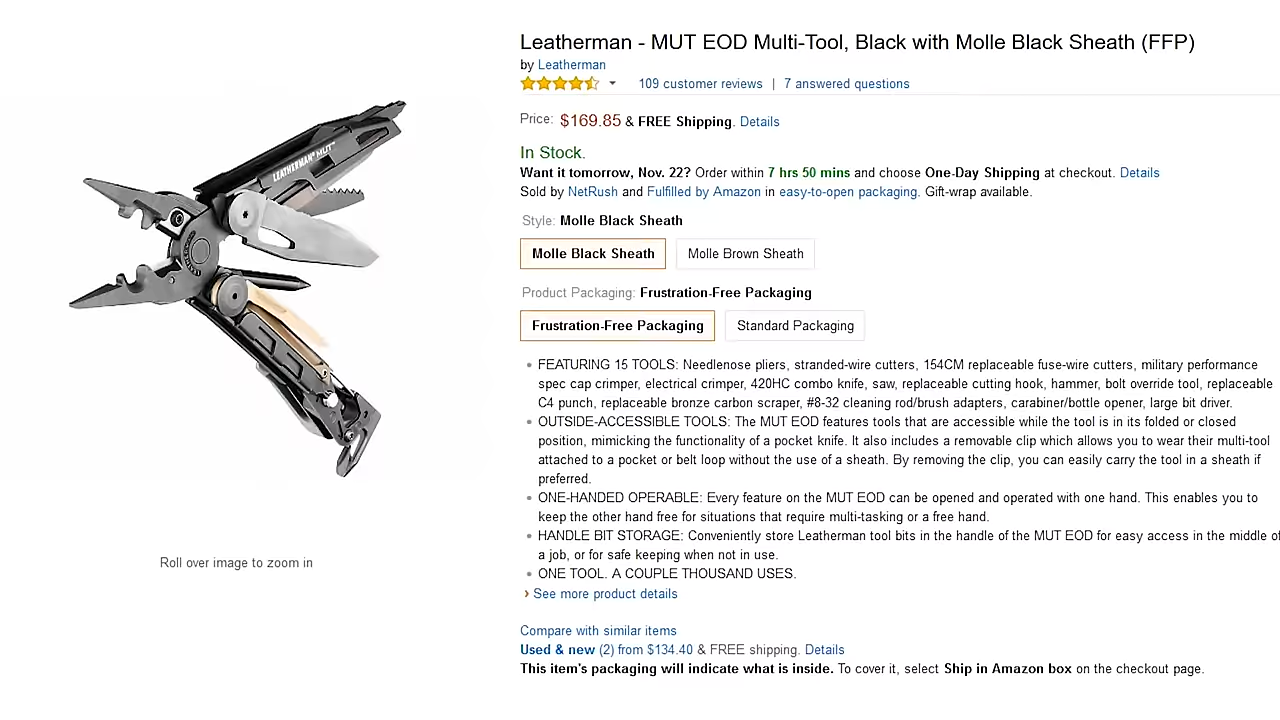 Leatherman - MUT EOD Multi-Tool, Black with Molle Black Sheath (FFP)
by Leatherman
109 customer reviews | 7 answered questions
Price: $169.85 & FREE Shipping. Details
In Stock.
Want it tomorrow, Nov. 22? Order within 7 hrs 50 mins and choose One-Day Shipping at checkout. Details
Sold by NetRush and Fulfilled by Amazon in easy-to-open packaging. Gift-wrap available.
Style: Molle Black Sheath
Molle Black Sheath Molle Brown Sheath
Product Packaging: Frustration-Free Packaging
Frustration-Free Packaging Standard Packaging
• FEATURING 15 TOOLS: Needlenose pliers, stranded-wire cutters, 154CM replaceable fuse-wire cutters, military performance
spec cap crimper, electrical crimper, 420HC combo knife, saw, replaceable cutting hook, hammer, bolt override tool, replaceable
C4 punch, replaceable bronze carbon scraper, #8-32 cleaning rod/brush adapters, carabiner/bottle opener, large bit driver.
• OUTSIDE-ACCESSIBLE TOOLS: The MUT EOD features tools that are accessible while the tool is in its folded or closed
position, mimicking the functionality of a pocket knife. It also includes a removable clip which allows you to wear their multi-tool
attached to a pocket or belt loop without the use of a sheath. By removing the clip, you can easily carry the tool in a sheath if
preferred.
• ONE-HANDED OPERABLE: Every feature on the MUT EOD can be opened and operated with one hand. This enables you to
keep the other hand free for situations that require multi-tasking or a free hand.
• HANDLE BIT STORAGE: Conveniently store Leatherman tool bits in the handle of the MUT EOD for easy access in the middle of
a job, or for safe keeping when not in use.
• ONE TOOL. A COUPLE THOUSAND USES.
› See more product details
Compare with similar items
Used & new (2) from $134.40 & FREE shipping. Details
This item's packaging will indicate what is inside. To cover it, select Ship in Amazon box on the checkout page.
LEATHERMAN® MUT™
LEATHERMAN
Roll over image to zoom in